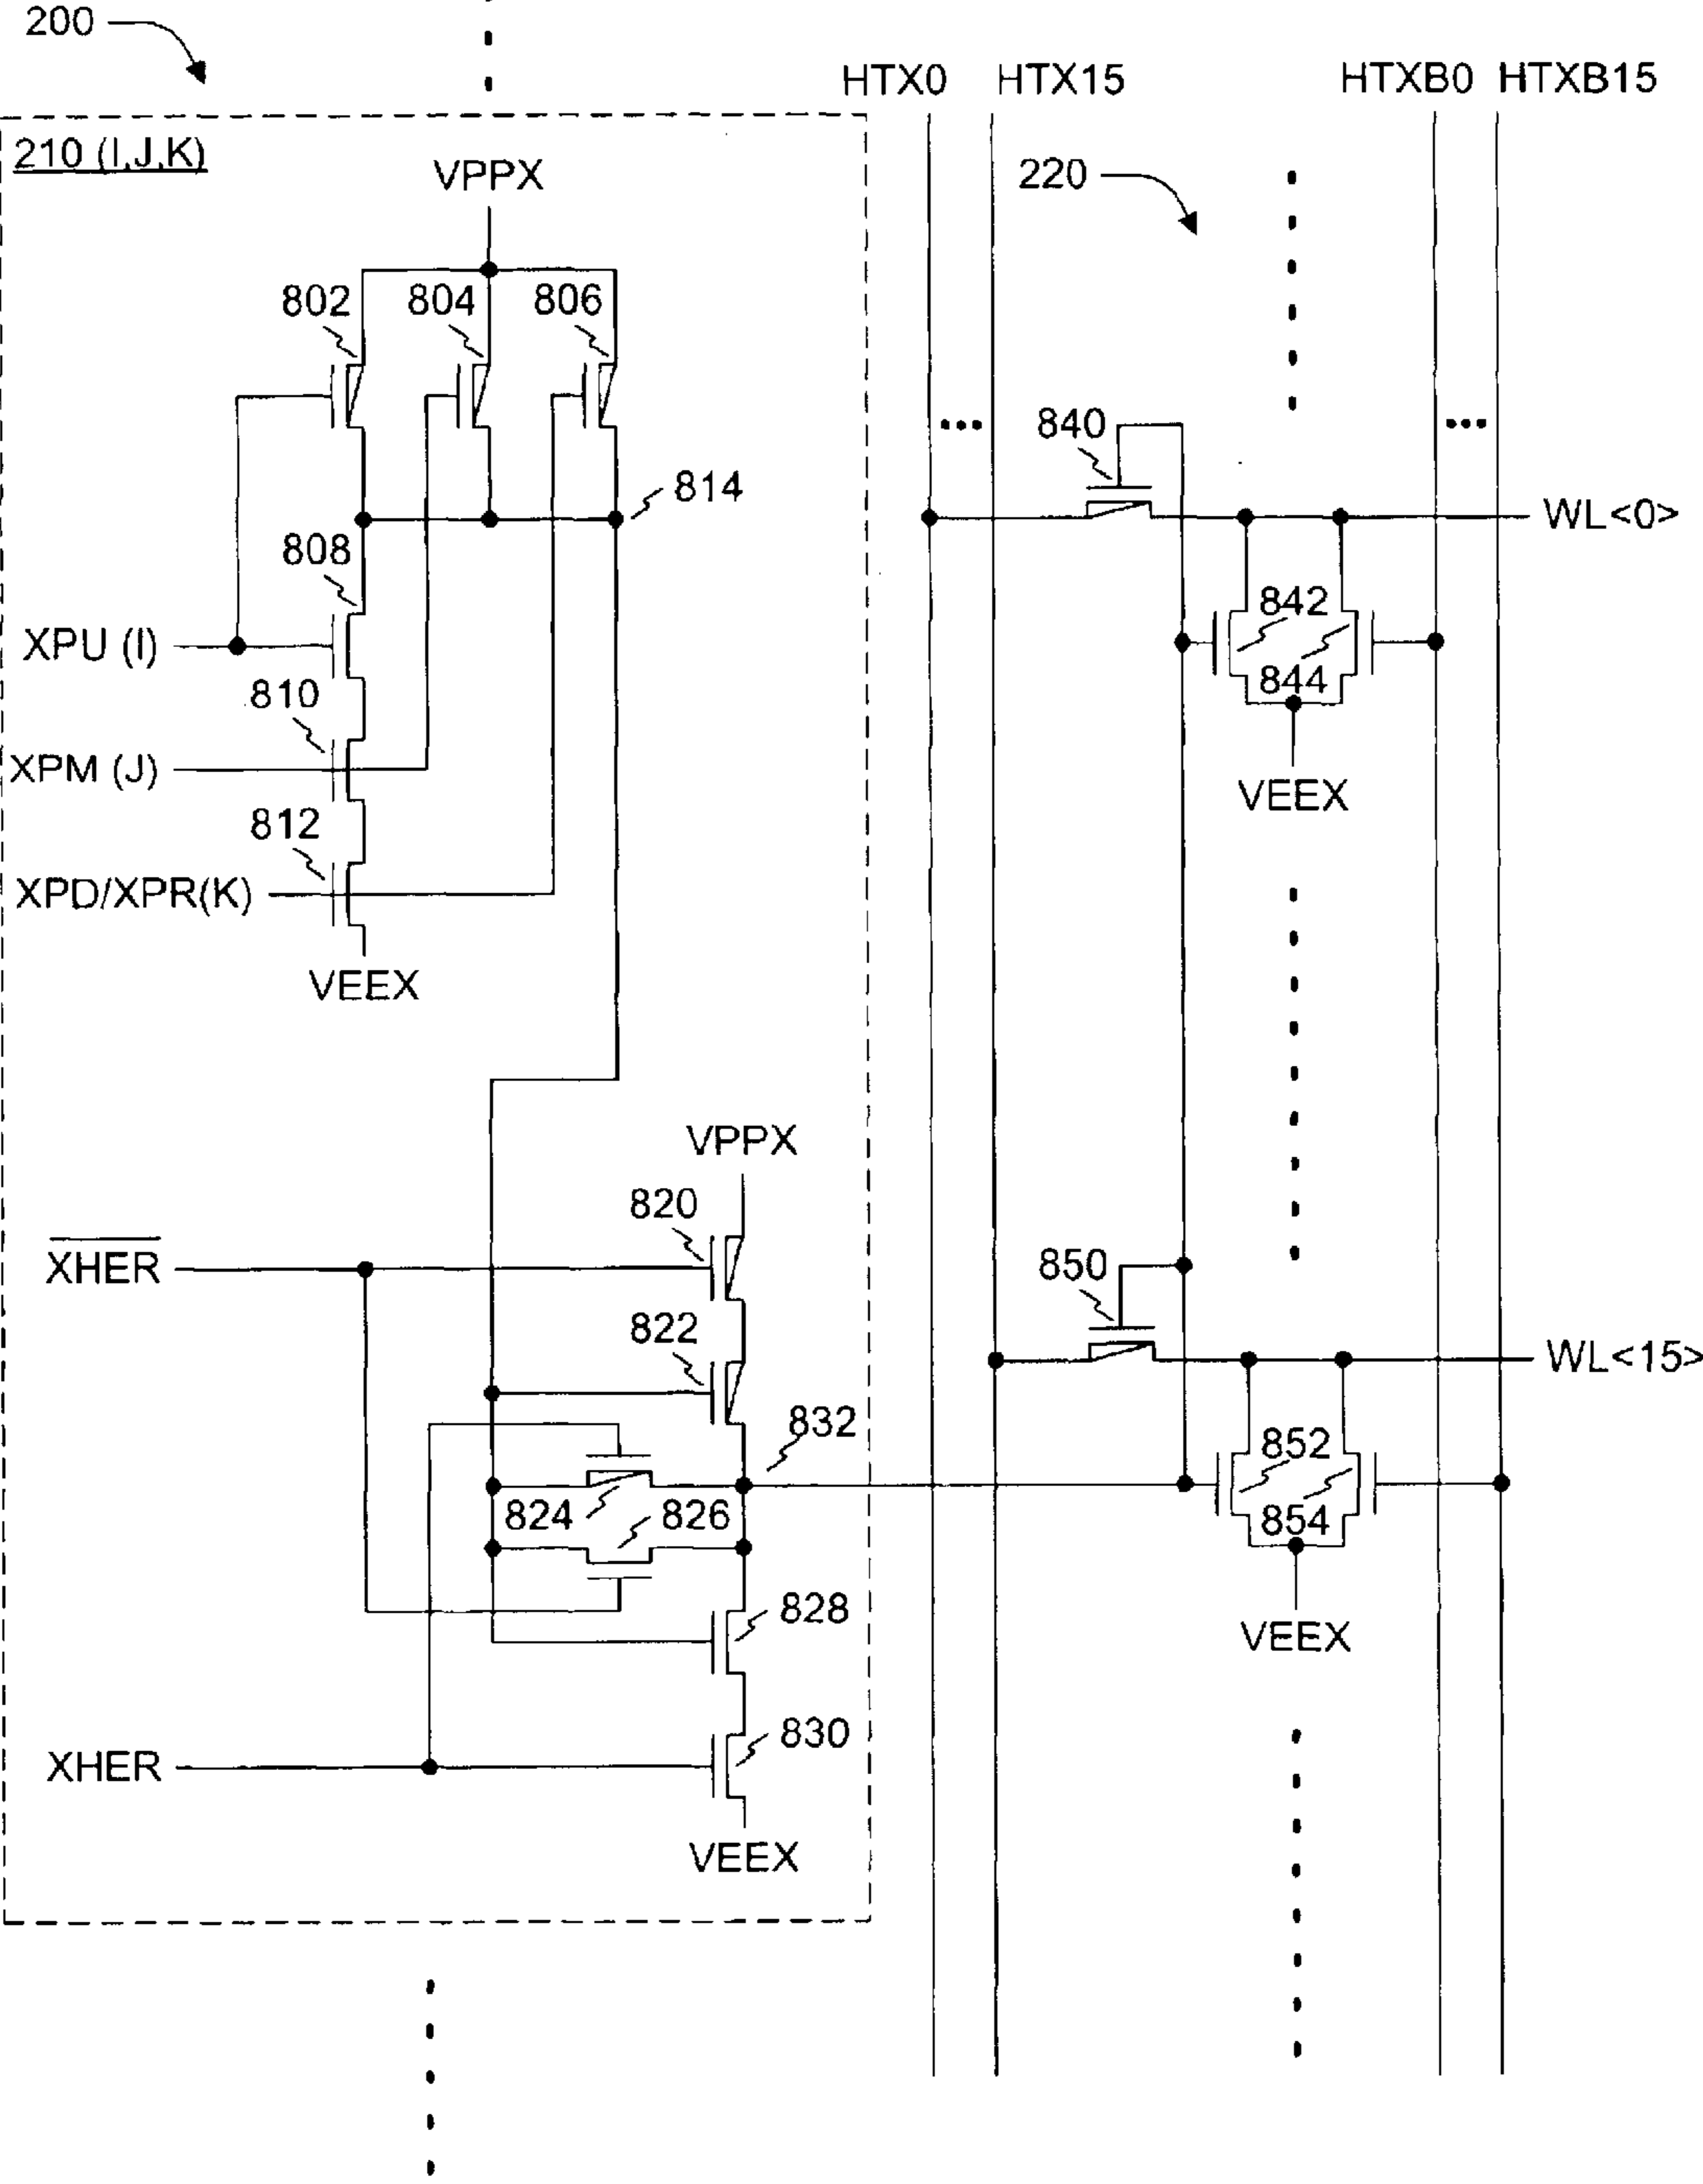 200
HTX0 HTX15 HTXB0 HTXB15
210 (I,J,K)
VPPX
220
802 804 806
840
814
WL<0>
808
842
XPU (I)
844
810
XPM (J)
VEEX
812
XPD/XPR(K)
VEEX
VPPX
820
XHER
850
822
WL<15>
832
852
824 826
854
828
VEEX
830
XHER
VEEX